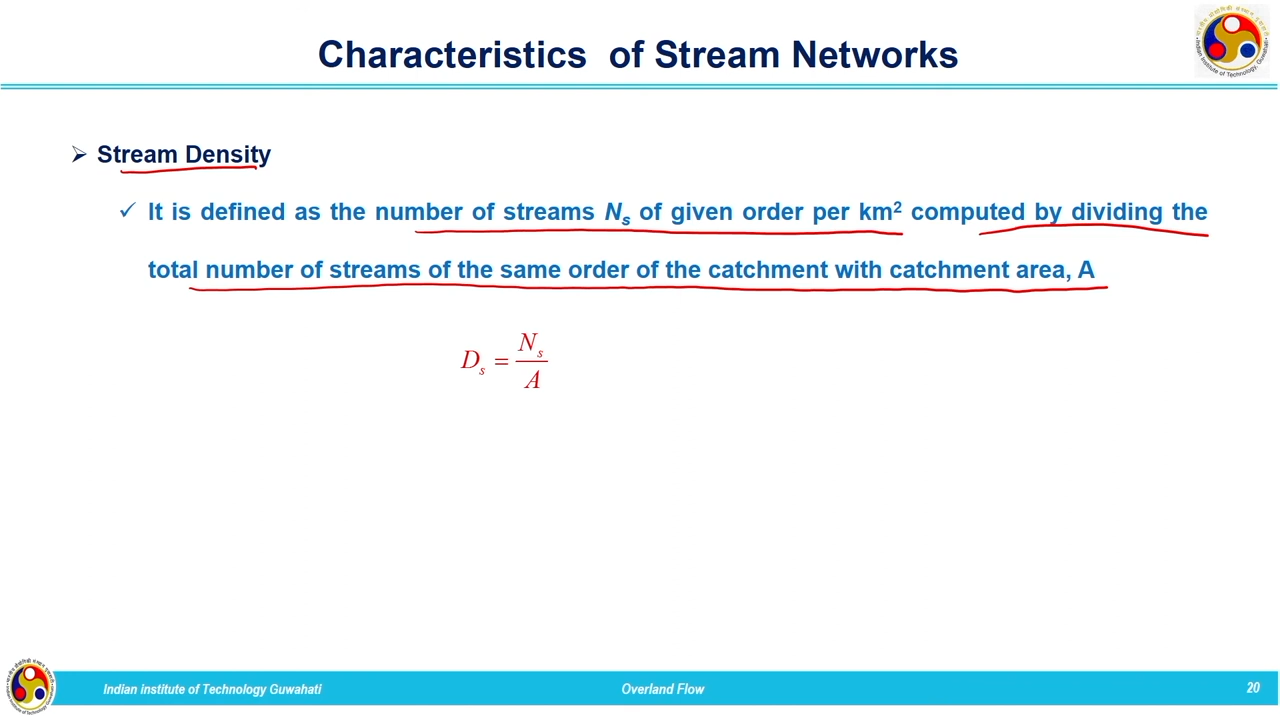 Characteristics of Stream Networks
➢ Stream Density
✓ It is defined as the number of streams Nₛ of given order per km² computed by dividing the
total number of streams of the same order of the catchment with catchment area, A
Dₛ = Nₛ / A
Indian institute of Technology Guwahati
Overland Flow
20